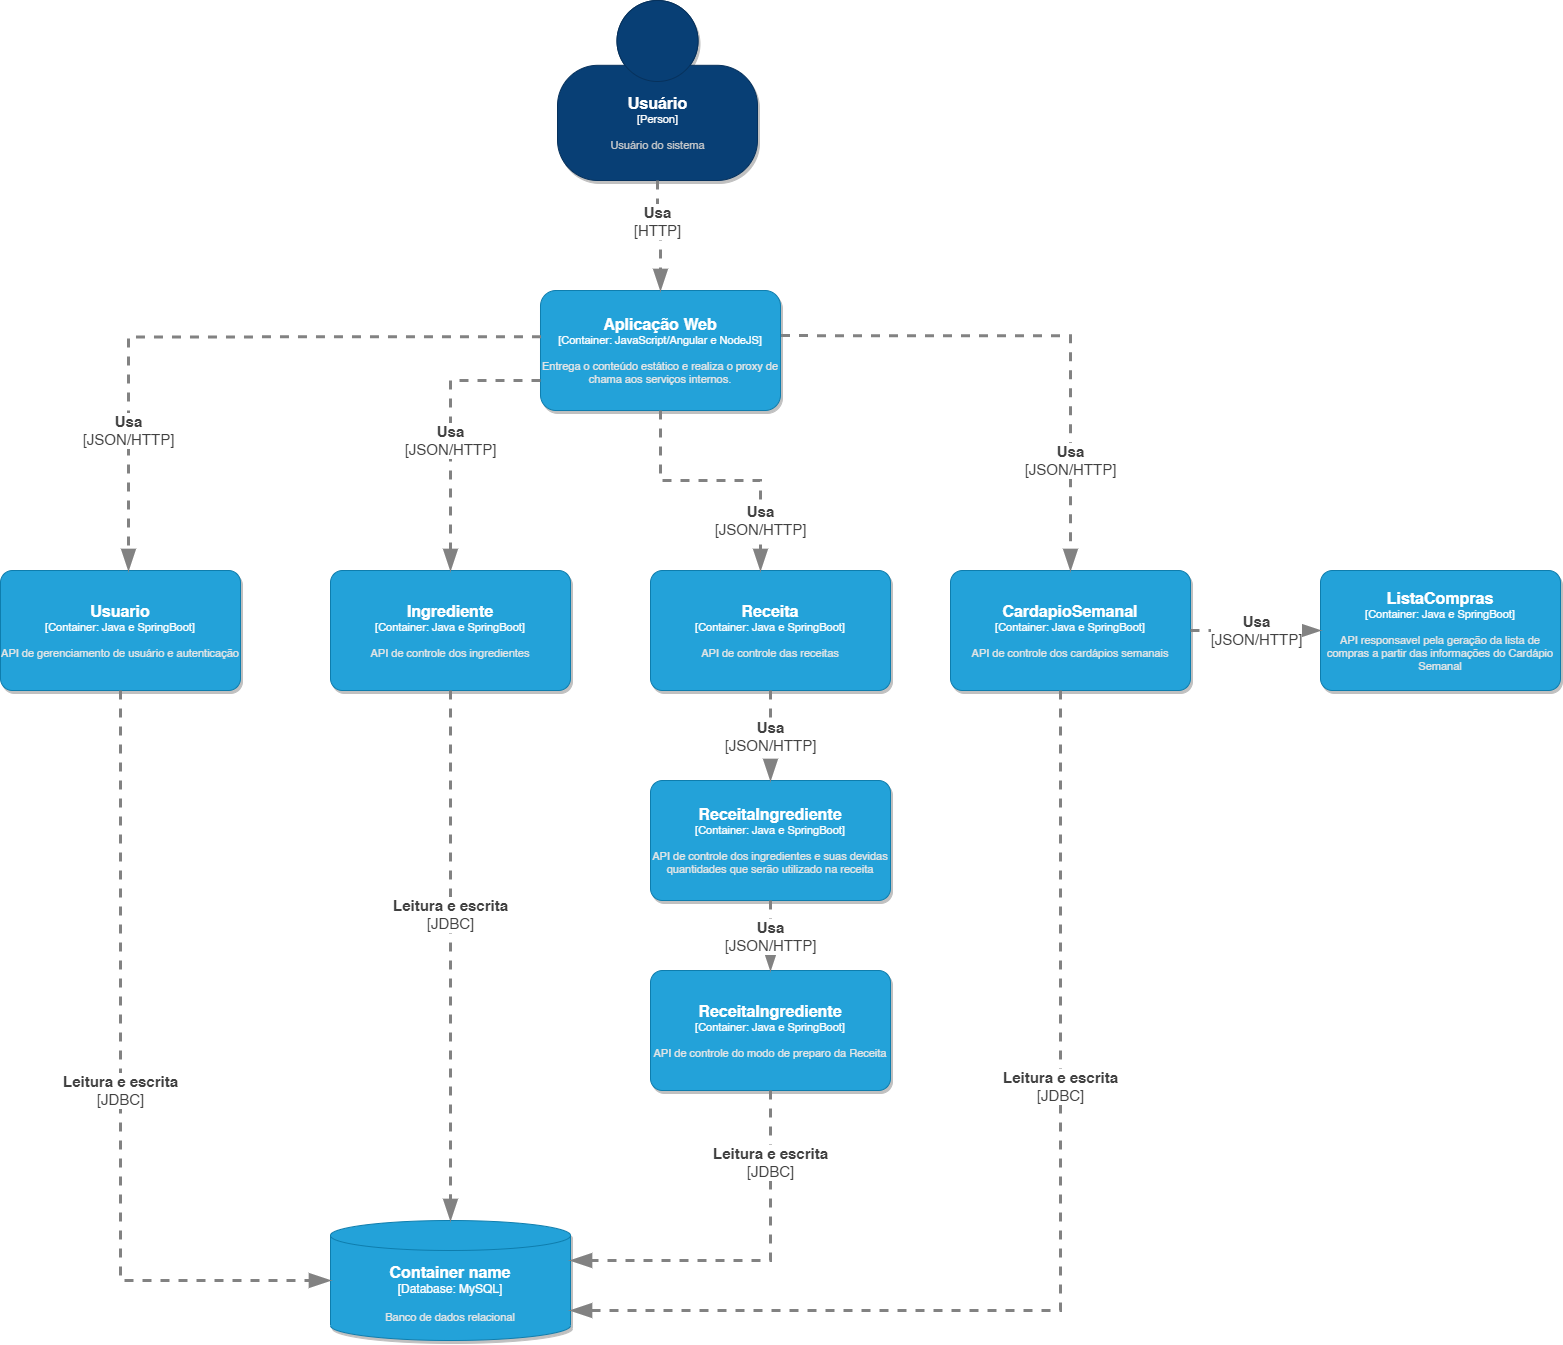 Usuário
[Person]
Usuário do sistema
Usa
[HTTP]
Aplicação Web
[Container: JavaScript/Angular e NodeJS]
Entrega o conteúdo estático e realiza o proxy de
chama aos serviços internos.
Usa
[JSON/HTTP]
Usa
[JSON/HTTP]
Usa
[JSON/HTTP]
Usa
[JSON/HTTP]
Usuario
[Container: Java e SpringBoot]
API de gerenciamento de usuário e autenticação
Ingrediente
[Container: Java e SpringBoot]
API de controle dos ingredientes
Receita
[Container: Java e SpringBoot]
API de controle das receitas
CardapioSemanal
[Container: Java e SpringBoot]
API de controle dos cardápios semanais
Usa
[JSON/HTTP]
ListaCompras
[Container: Java e SpringBoot]
API responsavel pela geração da lista de
compras a partir das informações do Cardápio
Semanal
Usa
[JSON/HTTP]
ReceitaIngrediente
[Container: Java e SpringBoot]
API de controle dos ingredientes e suas devidas
quantidades que serão utilizado na receita
Usa
[JSON/HTTP]
ReceitaIngrediente
[Container: Java e SpringBoot]
API de controle do modo de preparo da Receita
Leitura e escrita
[JDBC]
Leitura e escrita
[JDBC]
Leitura e escrita
[JDBC]
Leitura e escrita
[JDBC]
Container name
[Database: MySQL]
Banco de dados relacional